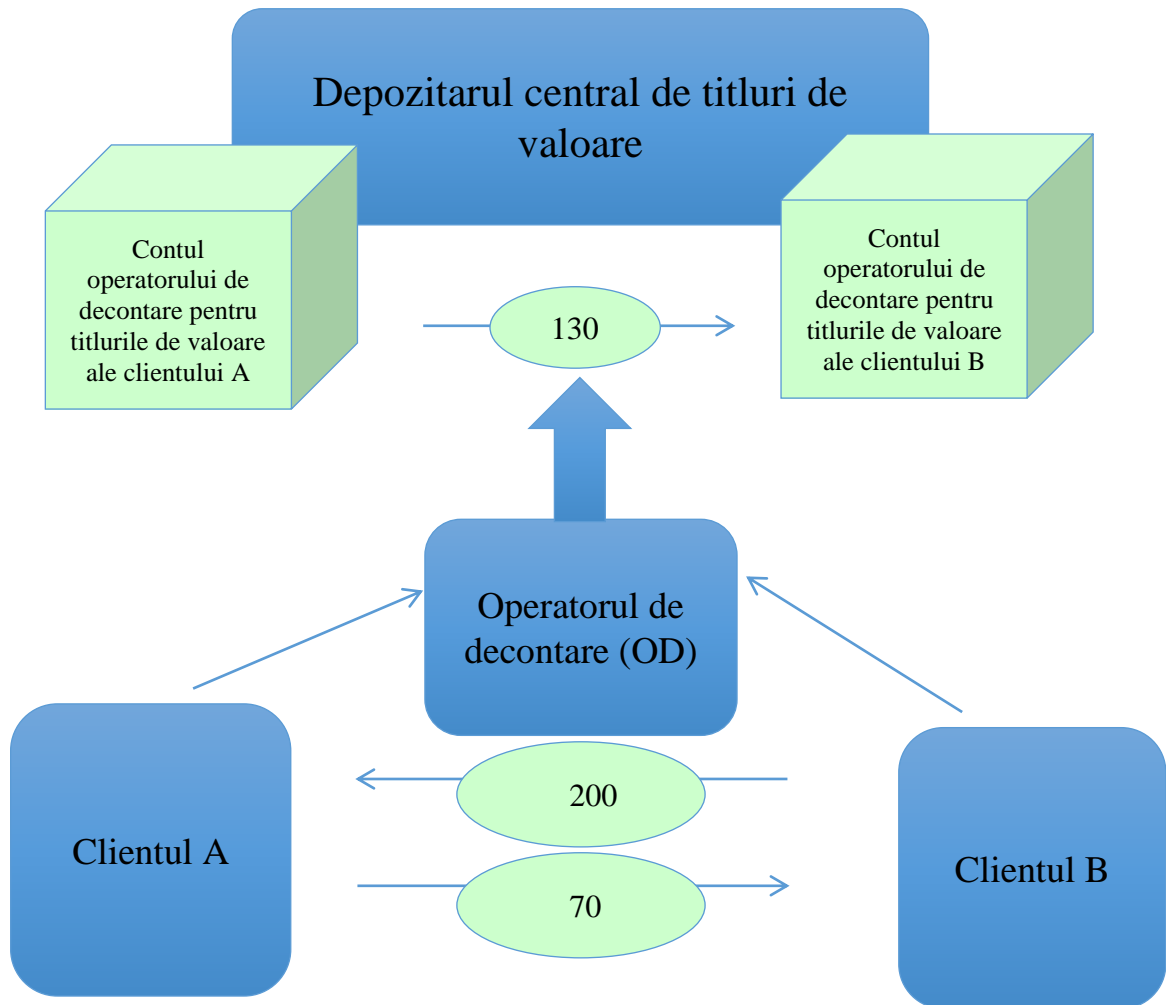 Depozitarul central de titluri de
valoare
Contul
operatorului de
decontare pentru
titlurile de valoare
ale clientului A
Contul
operatorului de
decontare pentru
titlurile de valoare
ale clientului B
130
Operatorul de
decontare (OD)
200
Clientul A
Clientul B
70